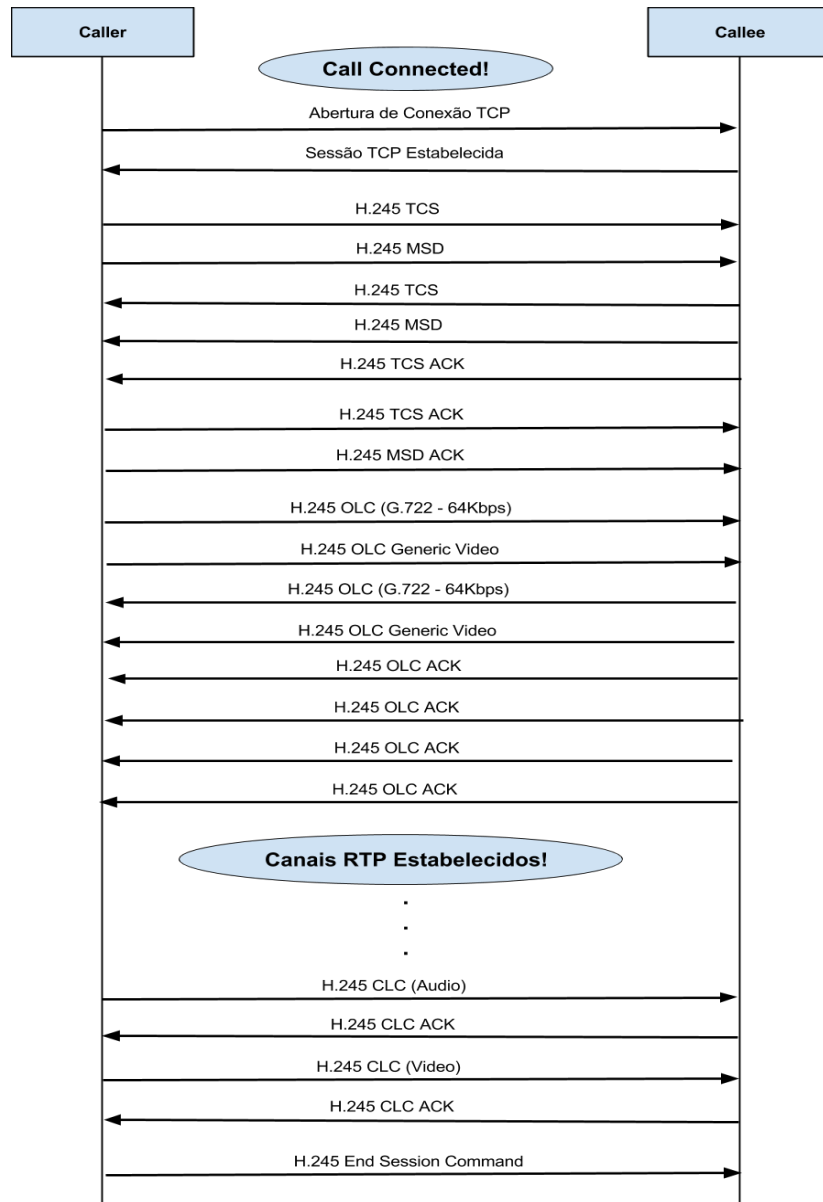 Caller
Callee
Call Connected!
Abertura de Conexão TCP
Sessão TCP Estabelecida
H.245 TCS
H.245 MSD
H.245 TCS
H.245 MSD
H.245 TCS ACK
H.245 TCS ACK
H.245 MSD ACK
H.245 OLC (G.722 - 64Kbps)
H.245 OLC Generic Video
H.245 OLC (G.722 - 64Kbps)
H.245 OLC Generic Video
H.245 OLC ACK
H.245 OLC ACK
H.245 OLC ACK
H.245 OLC ACK
Canais RTP Estabelecidos!
.
.
.
H.245 CLC (Audio)
H.245 CLC ACK
H.245 CLC (Video)
H.245 CLC ACK
H.245 End Session Command